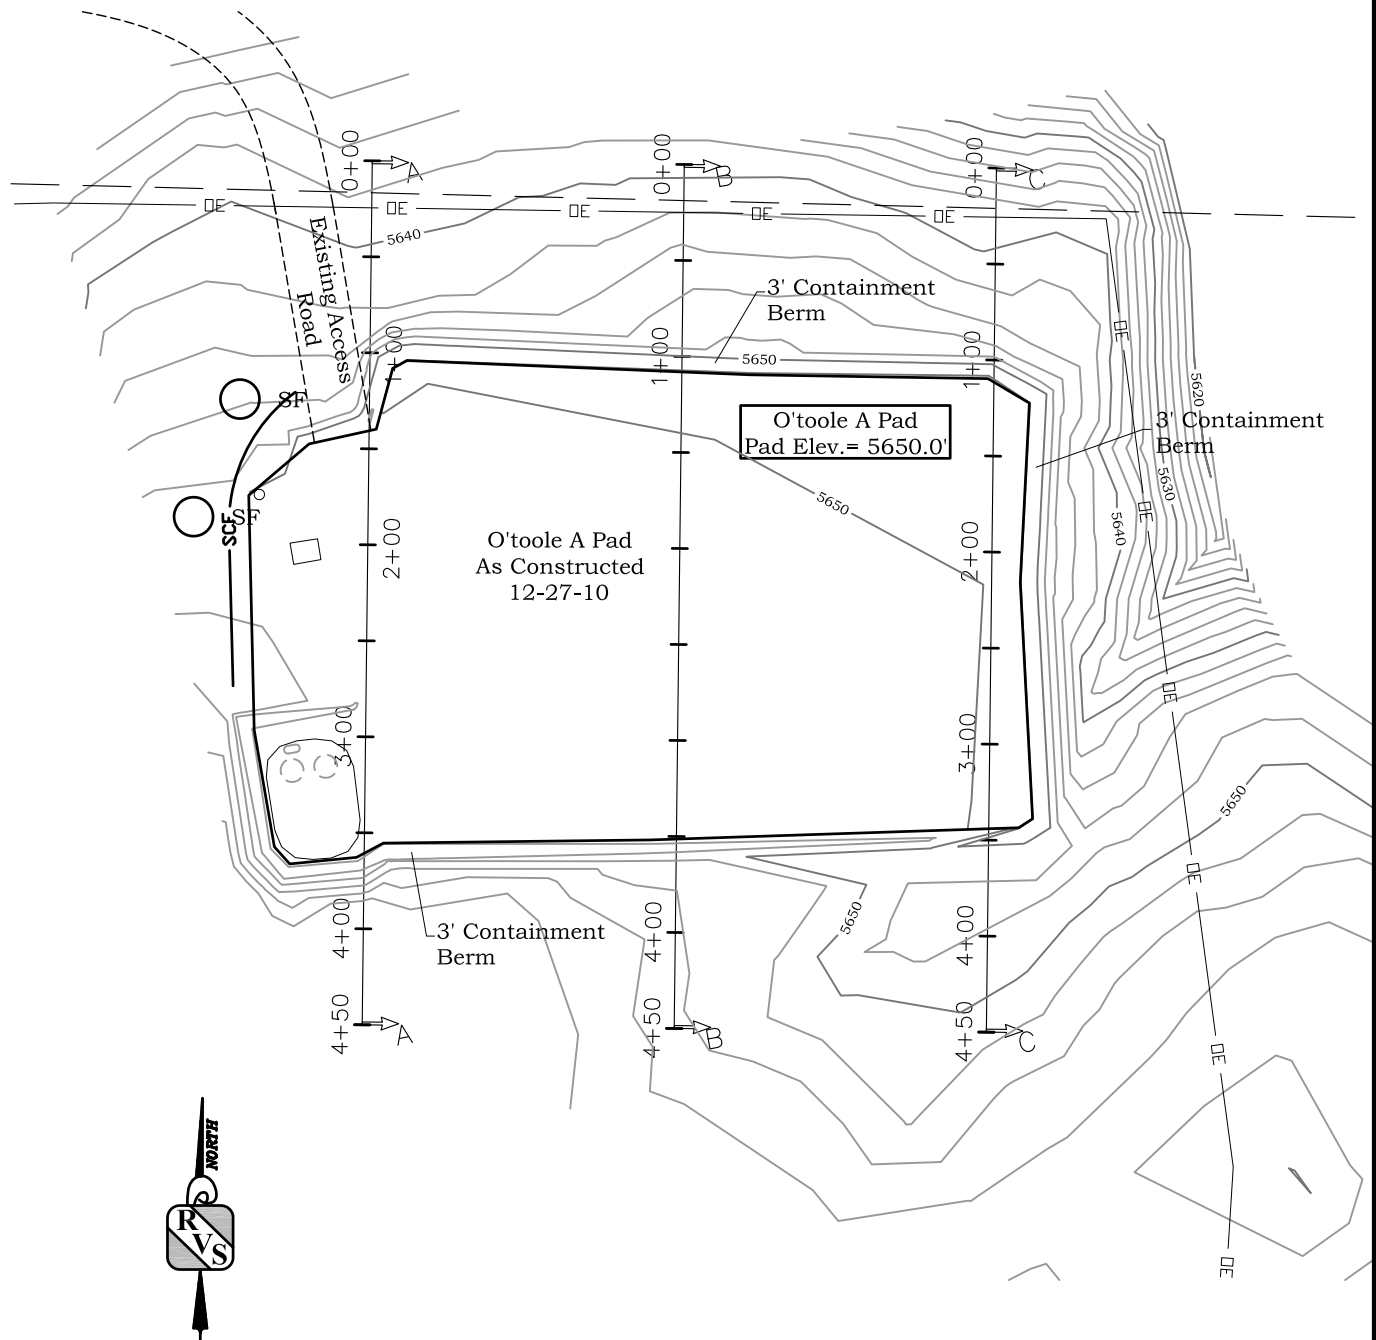 0+00
A
0+00
B
0+00
C
OE
OE
OE
OE
OE
5640
Existing Access
Road
3' Containment
Berm
5650
1+00
1+00
1+00
OE
5620
SF
O'toole A Pad
Pad Elev.= 5650.0'
3' Containment
Berm
5630
5650
OE
5640
SF
SCF
2+00
O'toole A Pad
As Constructed
12-27-10
2+00
OE
3+00
3+00
5650
OE
5650
4+00
4+00
4+00
3' Containment
Berm
4+50
A
4+50
B
4+50
C
OE
NORTH
R
V
S
OE